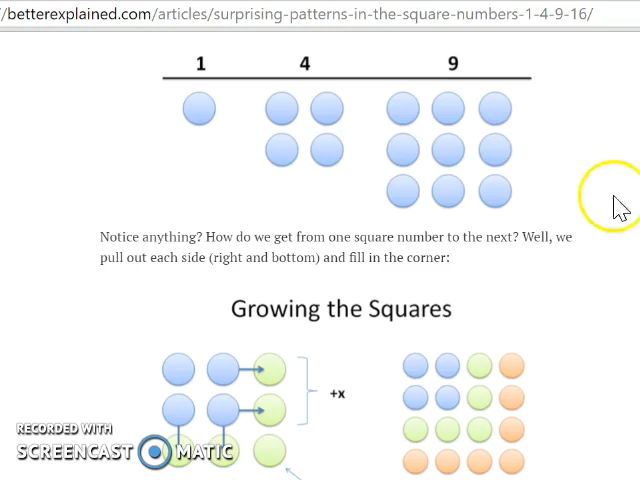 /betterexplained.com/articles/surprising-patterns-in-the-square-numbers-1-4-9-16/
1 4 9
Notice anything? How do we get from one square number to the next? Well, we
pull out each side (right and bottom) and fill in the corner:
Growing the Squares
+x
RECORDED WITH
SCREENCAST MATIC